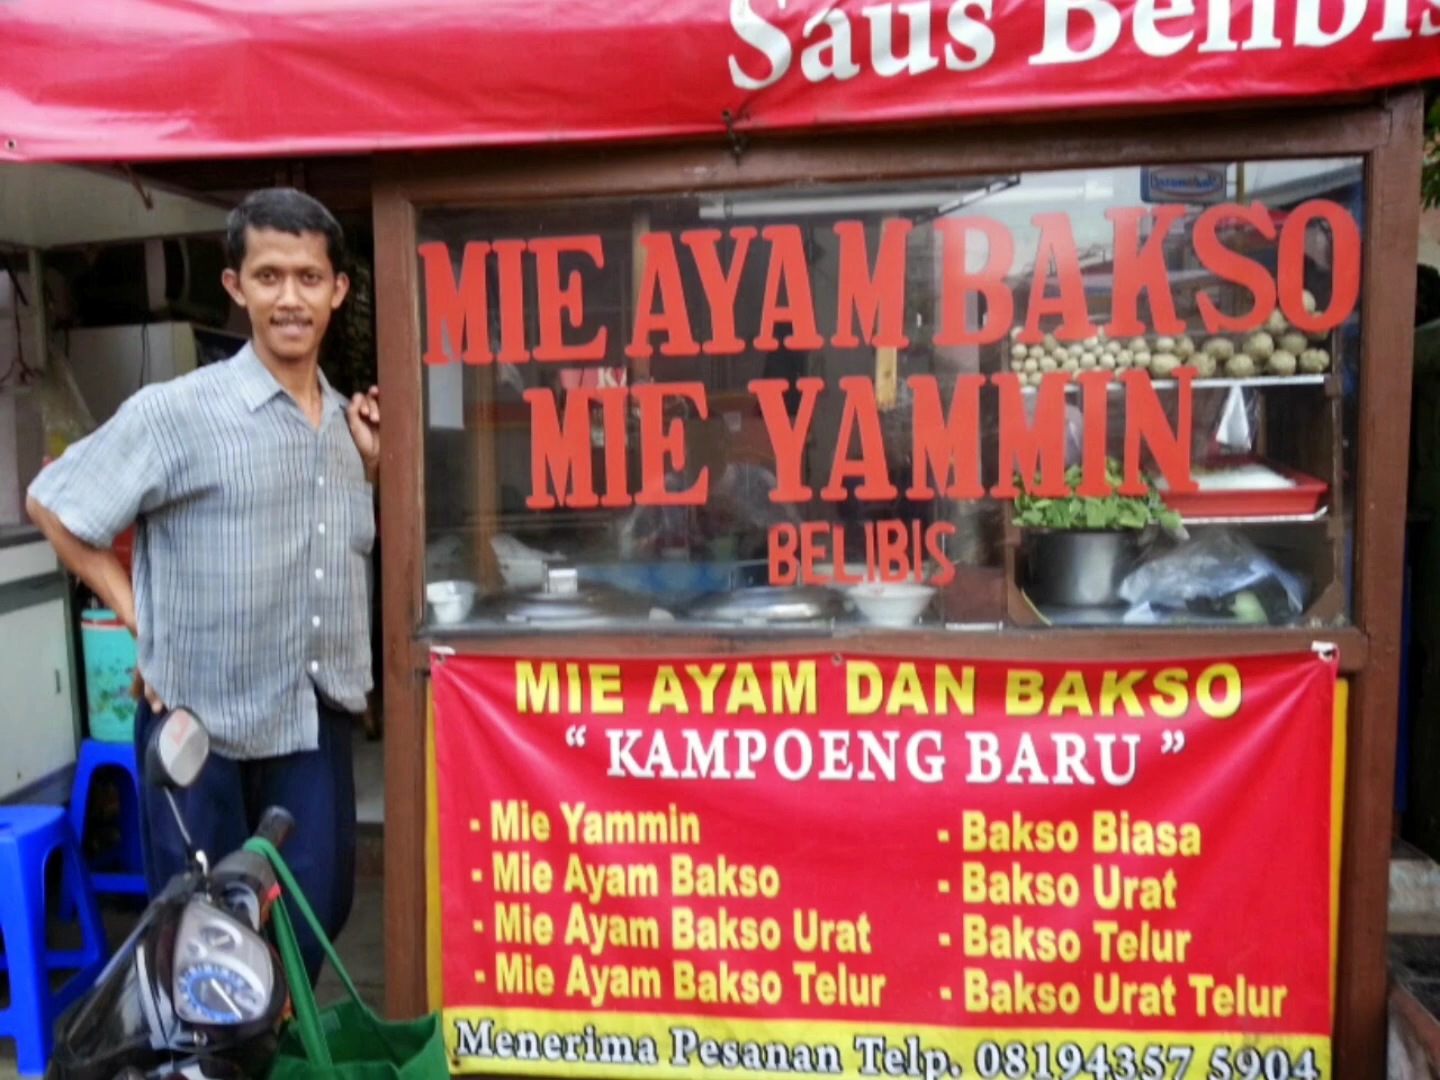 Saus Belibis
MIE AYAM BAKSO
MIE YAMMIN
BELIBIS
MIE AYAM DAN BAKSO
“ KAMPOENG BARU ”
- Mie Yammin
- Mie Ayam Bakso
- Mie Ayam Bakso Urat
- Mie Ayam Bakso Telur
- Bakso Biasa
- Bakso Urat
- Bakso Telur
- Bakso Urat Telur
Menerima Pesanan Telp. 08194357 5904